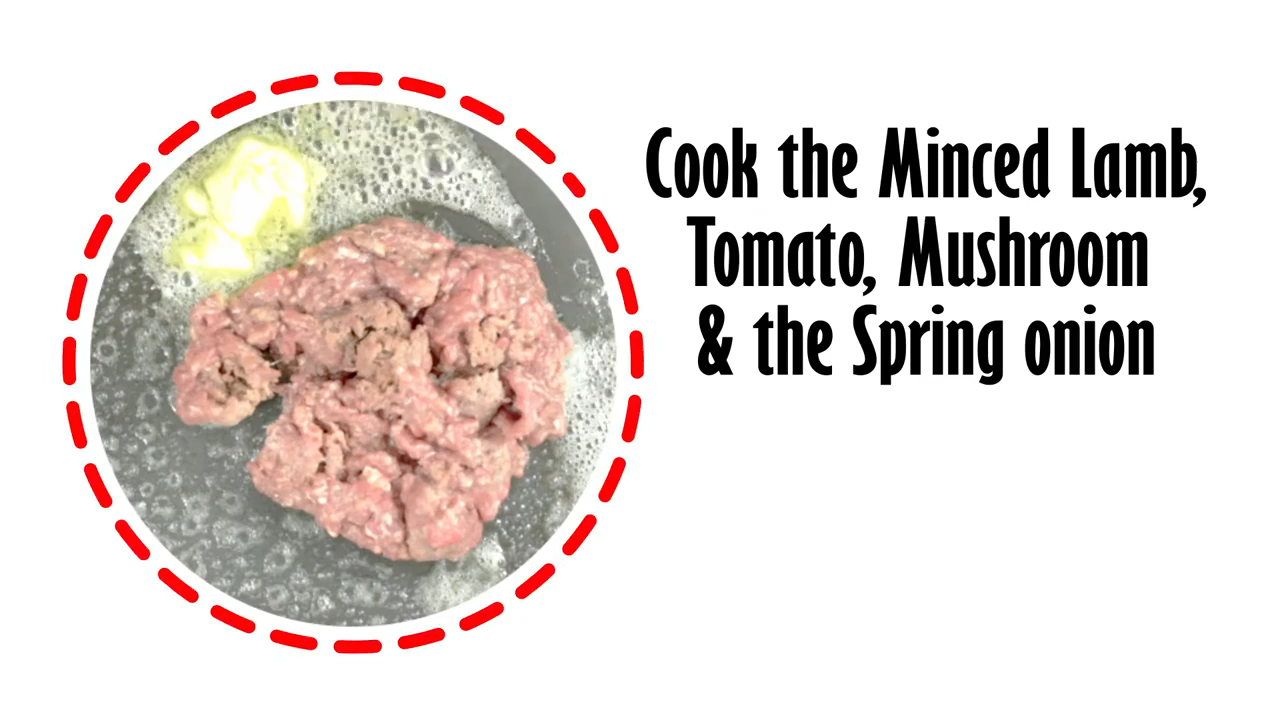 Cook the Minced Lamb,
Tomato, Mushroom
& the Spring onion